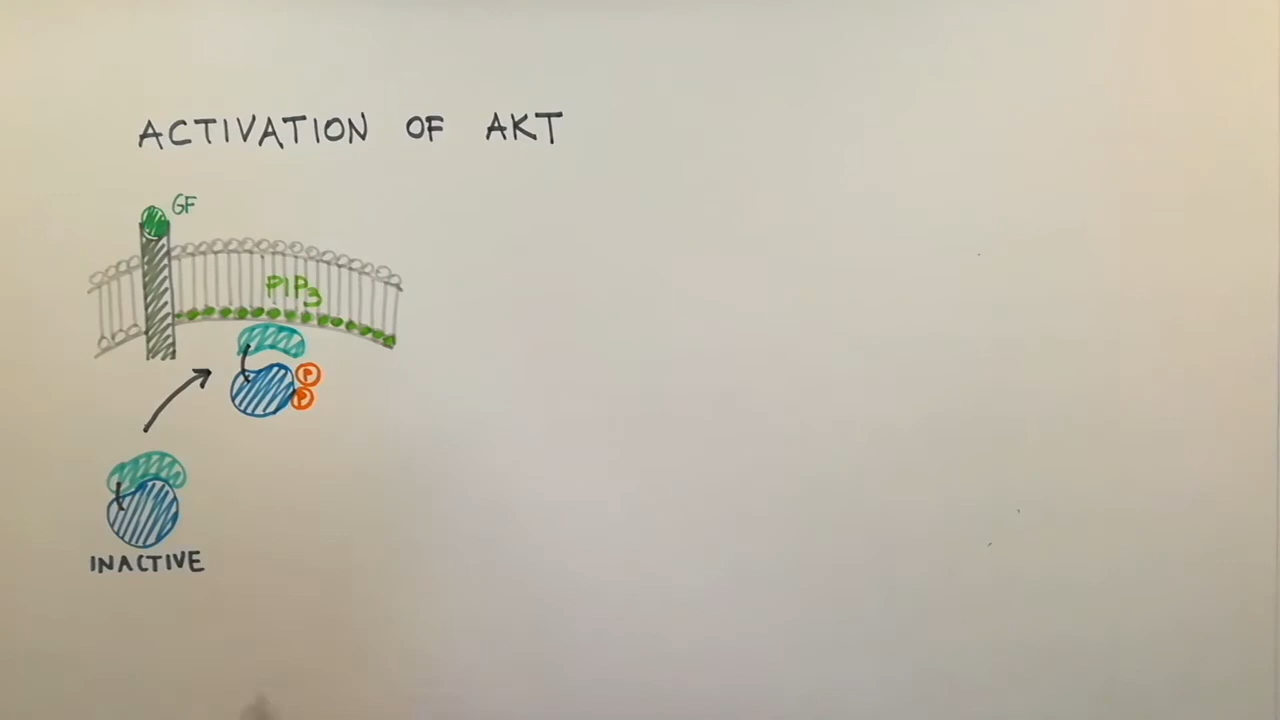 ACTIVATION OF AKT
GF
PIP3
P
P
INACTIVE